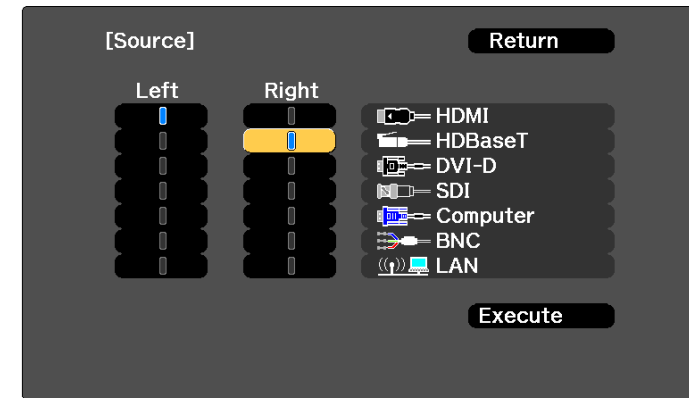 [Source] Return
Left Right
HDMI
HDBaseT
DVI-D
SDI
Computer
BNC
LAN
Execute